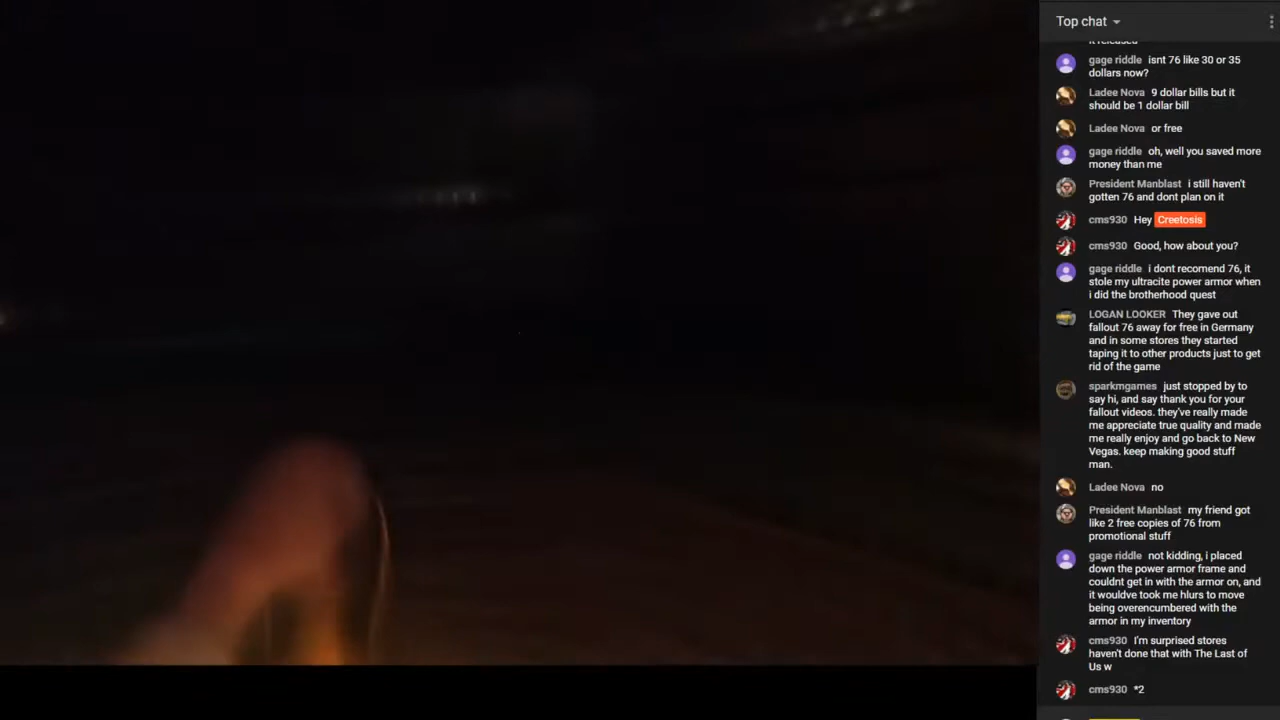 Top chat
it released
gage riddle isnt 76 like 30 or 35
dollars now?
Ladee Nova 9 dollar bills but it
should be 1 dollar bill
Ladee Nova or free
gage riddle oh, well you saved more
money than me
President Manblast i still haven't
gotten 76 and dont plan on it
cms930 Hey Creetosis
cms930 Good, how about you?
gage riddle i dont recomend 76, it
stole my ultracite power armor when
i did the brotherhood quest
LOGAN LOOKER They gave out
fallout 76 away for free in Germany
and in some stores they started
taping it to other products just to get
rid of the game
sparkmgames just stopped by to
say hi, and say thank you for your
fallout videos. they've really made
me appreciate true quality and made
me really enjoy and go back to New
Vegas. keep making good stuff
man.
Ladee Nova no
President Manblast my friend got
like 2 free copies of 76 from
promotional stuff
gage riddle not kidding, i placed
down the power armor frame and
couldnt get in with the armor on, and
it wouldve took me hlurs to move
being overencumbered with the
armor in my inventory
cms930 I'm surprised stores
haven't done that with The Last of
Us w
cms930 *2